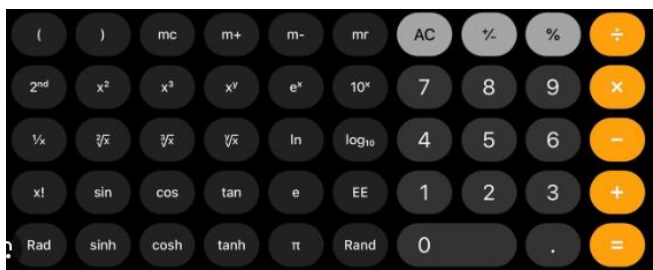 ( ) mc m+ m- mr AC +/− % ÷
2nd x² x³ xʸ eˣ 10ˣ 7 8 9 ×
¹/x ²√x ³√x ʸ√x ln log₁₀ 4 5 6 −
x! sin cos tan e EE 1 2 3 +
Rad sinh cosh tanh π Rand 0 . =